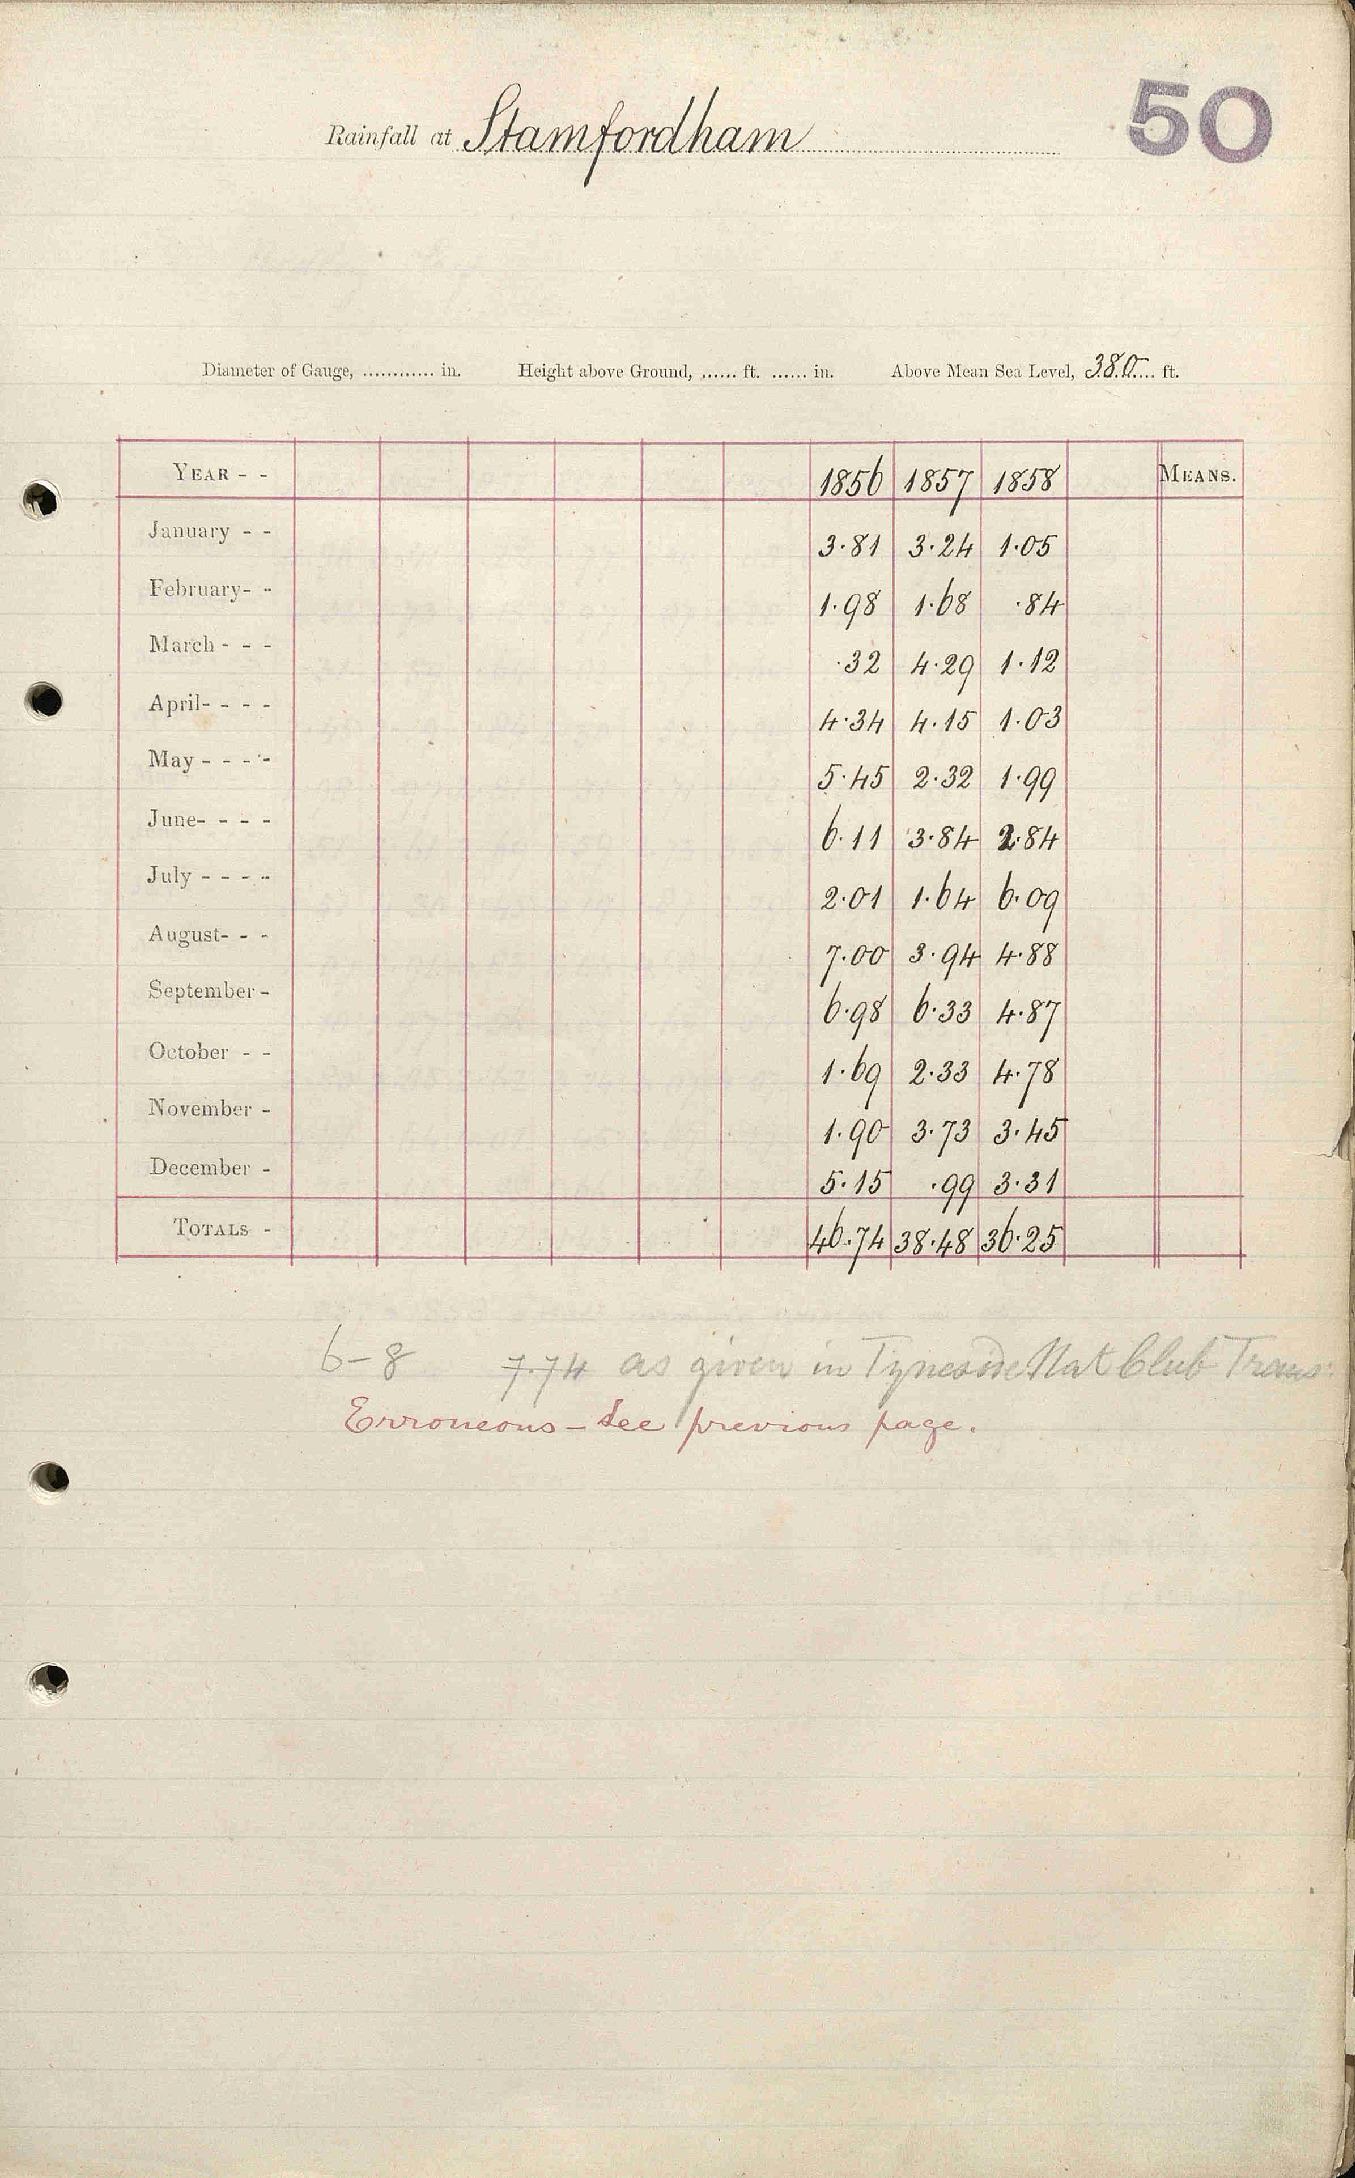 50
Rainfall at Stamfordham
Diameter of Gauge, ............ in. Height above Ground, ...... ft. ...... in. Above Mean Sea Level, 380 ft.
YEAR - - 1856 1857 1858 MEANS.
January - - 3.81 3.24 1.05
February- - 1.98 1.68 .84
March - - - .32 4.29 1.12
April- - - - 4.34 4.15 1.03
May - - - - 5.45 2.32 1.99
June- - - - 6.11 3.84 2.84
July - - - - 2.01 1.64 6.09
August- - - 7.00 3.94 4.88
September - 6.98 6.33 4.87
October - - 1.69 2.33 4.78
November - 1.90 3.73 3.45
December - 5.15 .99 3.31
TOTALS - 46.74 38.48 36.25
6-8 7.74 as given in Tyneside Nat Club Trans:
Erroneous - See previous page.